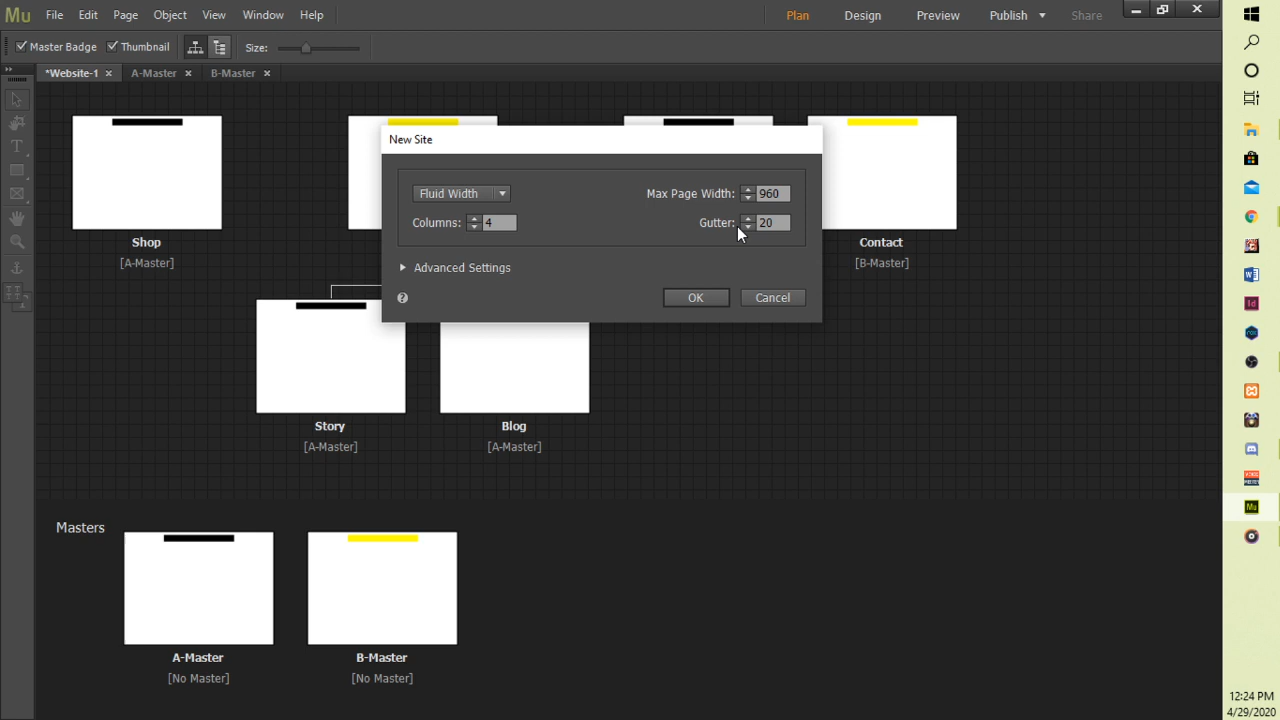 Mu File Edit Page Object View Window Help Plan Design Preview Publish Share
Master Badge Thumbnail Size:
*Website-1 A-Master B-Master
New Site
Fluid Width Max Page Width: 960
Columns: 4 Gutter: 20
Advanced Settings
OK Cancel
Shop
[A-Master]
Contact
[B-Master]
Story
[A-Master]
Blog
[A-Master]
Masters
A-Master
[No Master]
B-Master
[No Master]
Mu
12:24 PM
4/29/2020